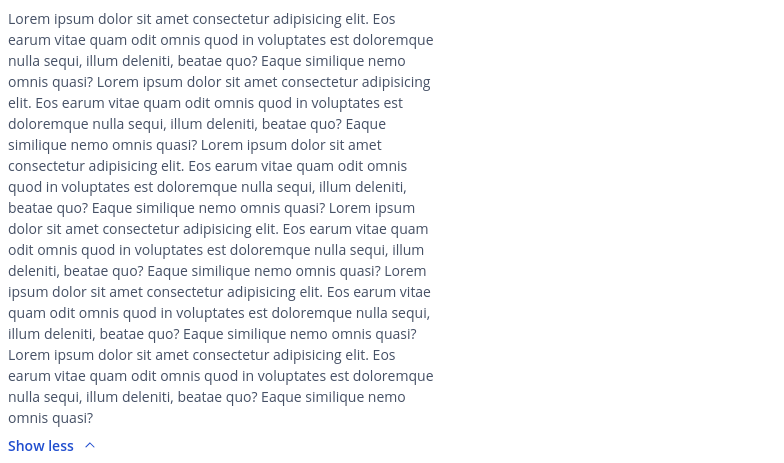 Lorem ipsum dolor sit amet consectetur adipisicing elit. Eos
earum vitae quam odit omnis quod in voluptates est doloremque
nulla sequi, illum deleniti, beatae quo? Eaque similique nemo
omnis quasi? Lorem ipsum dolor sit amet consectetur adipisicing
elit. Eos earum vitae quam odit omnis quod in voluptates est
doloremque nulla sequi, illum deleniti, beatae quo? Eaque
similique nemo omnis quasi? Lorem ipsum dolor sit amet
consectetur adipisicing elit. Eos earum vitae quam odit omnis
quod in voluptates est doloremque nulla sequi, illum deleniti,
beatae quo? Eaque similique nemo omnis quasi? Lorem ipsum
dolor sit amet consectetur adipisicing elit. Eos earum vitae quam
odit omnis quod in voluptates est doloremque nulla sequi, illum
deleniti, beatae quo? Eaque similique nemo omnis quasi? Lorem
ipsum dolor sit amet consectetur adipisicing elit. Eos earum vitae
quam odit omnis quod in voluptates est doloremque nulla sequi,
illum deleniti, beatae quo? Eaque similique nemo omnis quasi?
Lorem ipsum dolor sit amet consectetur adipisicing elit. Eos
earum vitae quam odit omnis quod in voluptates est doloremque
nulla sequi, illum deleniti, beatae quo? Eaque similique nemo
omnis quasi?
Show less